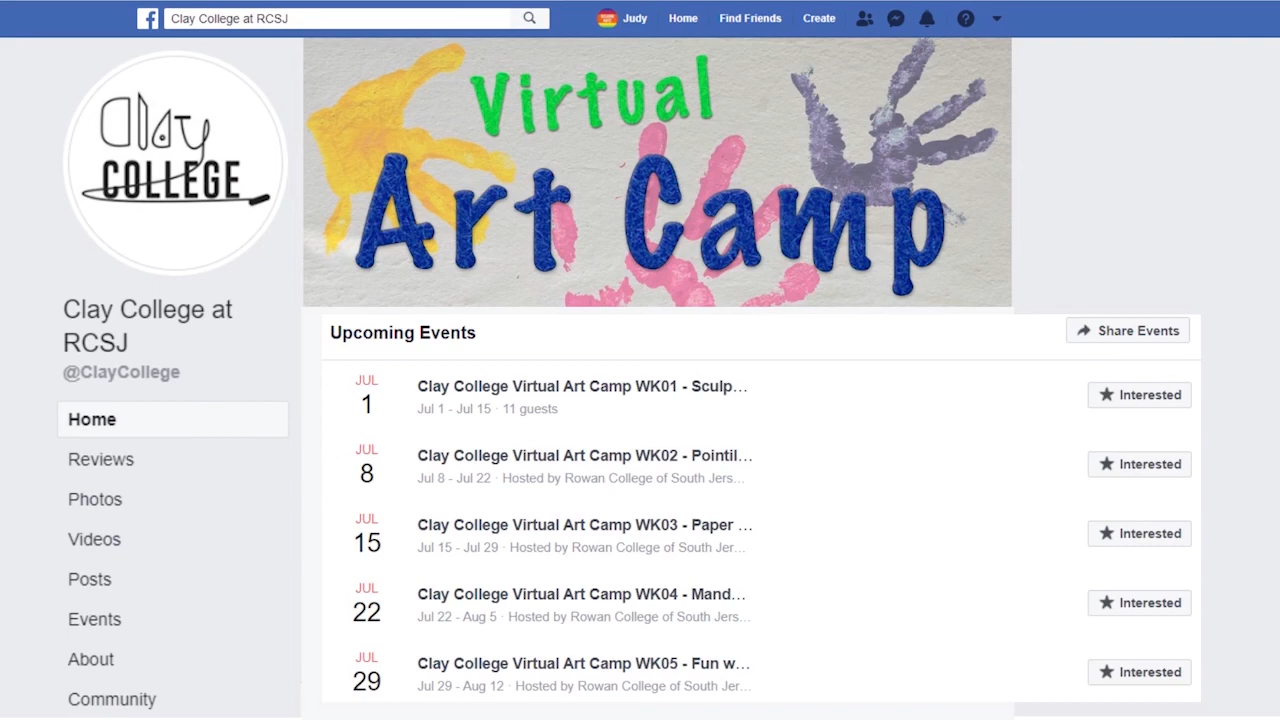 Clay College at RCSJ
Judy
Home
Find Friends
Create
Clay
COLLEGE
Virtual
Art Camp
Clay College at
RCSJ
@ClayCollege
Home
Reviews
Photos
Videos
Posts
Events
About
Community
Upcoming Events
Share Events
JUL
1
Clay College Virtual Art Camp WK01 - Sculp...
Jul 1 - Jul 15 · 11 guests
Interested
JUL
8
Clay College Virtual Art Camp WK02 - Pointil...
Jul 8 - Jul 22 · Hosted by Rowan College of South Jers...
Interested
JUL
15
Clay College Virtual Art Camp WK03 - Paper ...
Jul 15 - Jul 29 · Hosted by Rowan College of South Jer...
Interested
JUL
22
Clay College Virtual Art Camp WK04 - Mand...
Jul 22 - Aug 5 · Hosted by Rowan College of South Jers...
Interested
JUL
29
Clay College Virtual Art Camp WK05 - Fun w...
Jul 29 - Aug 12 · Hosted by Rowan College of South Jer...
Interested